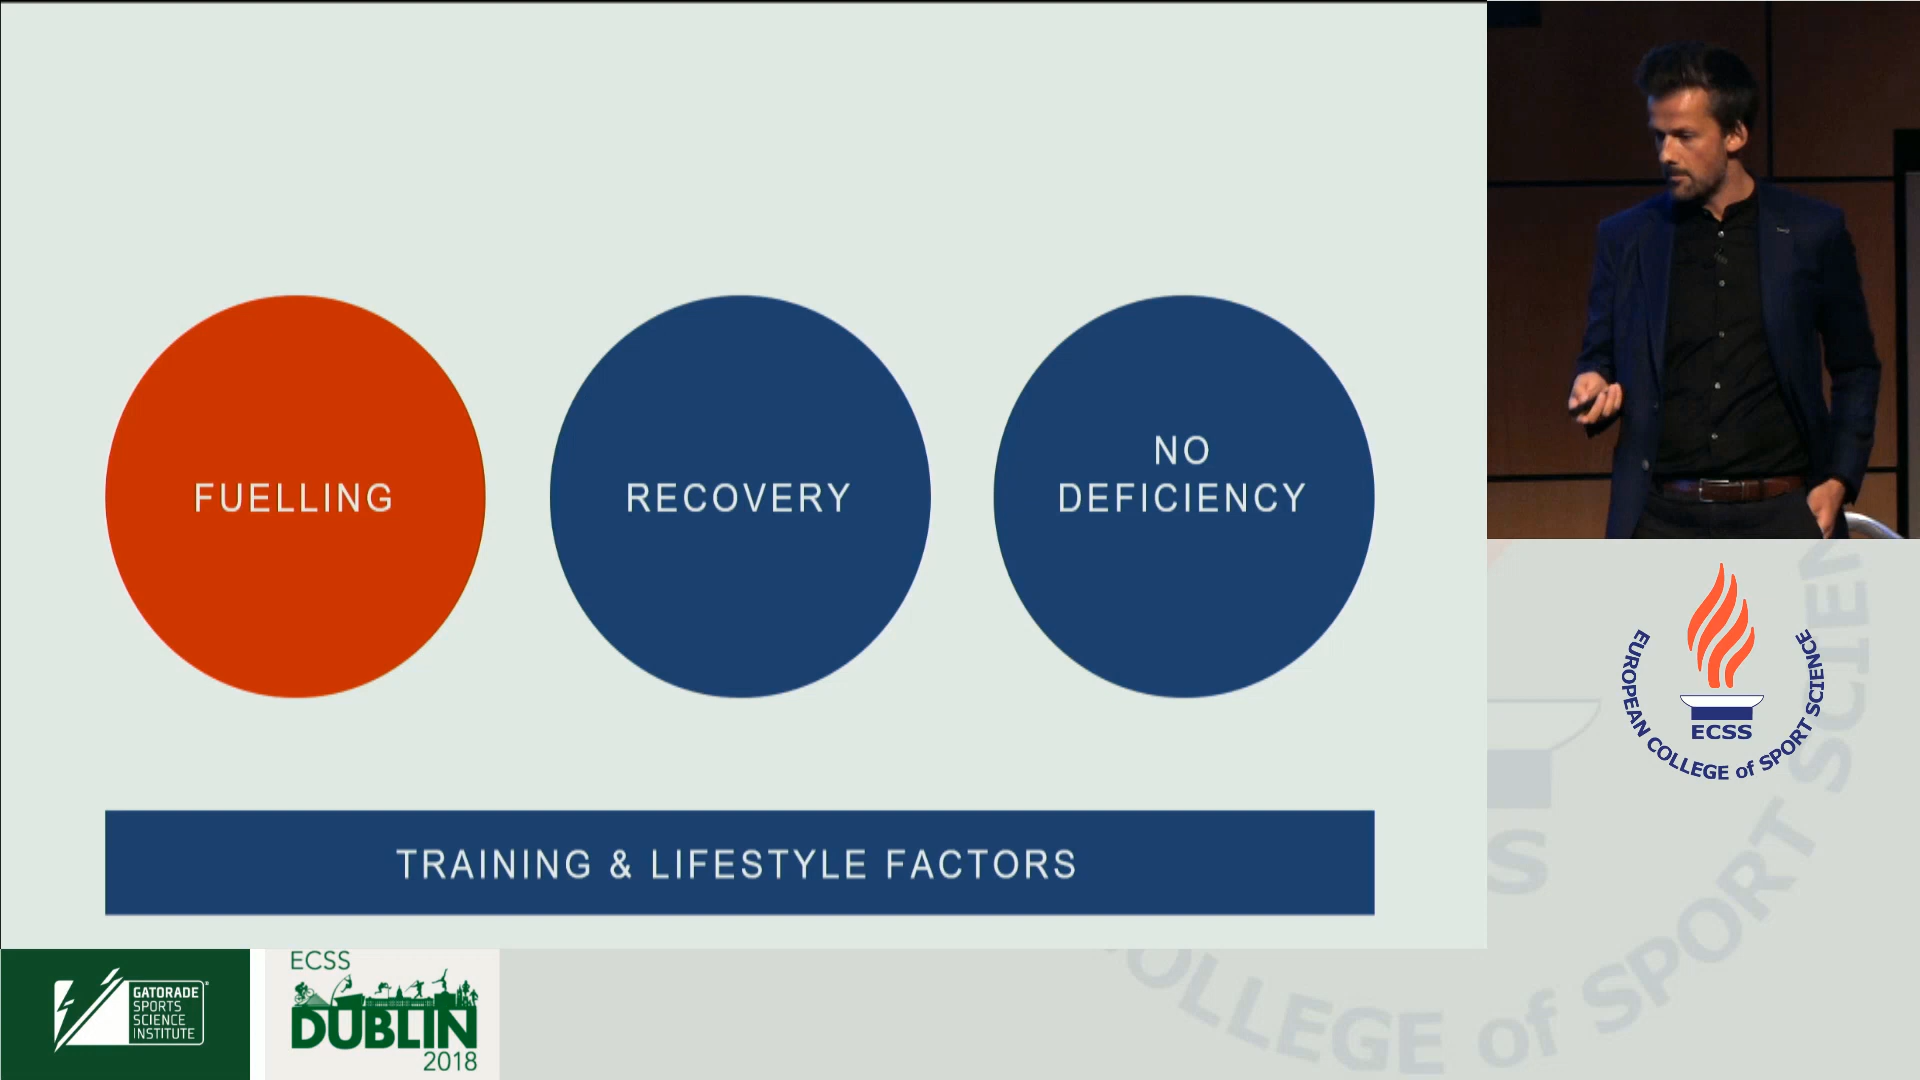 FUELLING
RECOVERY
NO
DEFICIENCY
TRAINING & LIFESTYLE FACTORS
EUROPEAN COLLEGE of SPORT SCIENCE
ECSS
GATORADE
SPORTS
SCIENCE
INSTITUTE
ECSS
DUBLIN
2018
S
OLLEGE of SPORT SCIEN